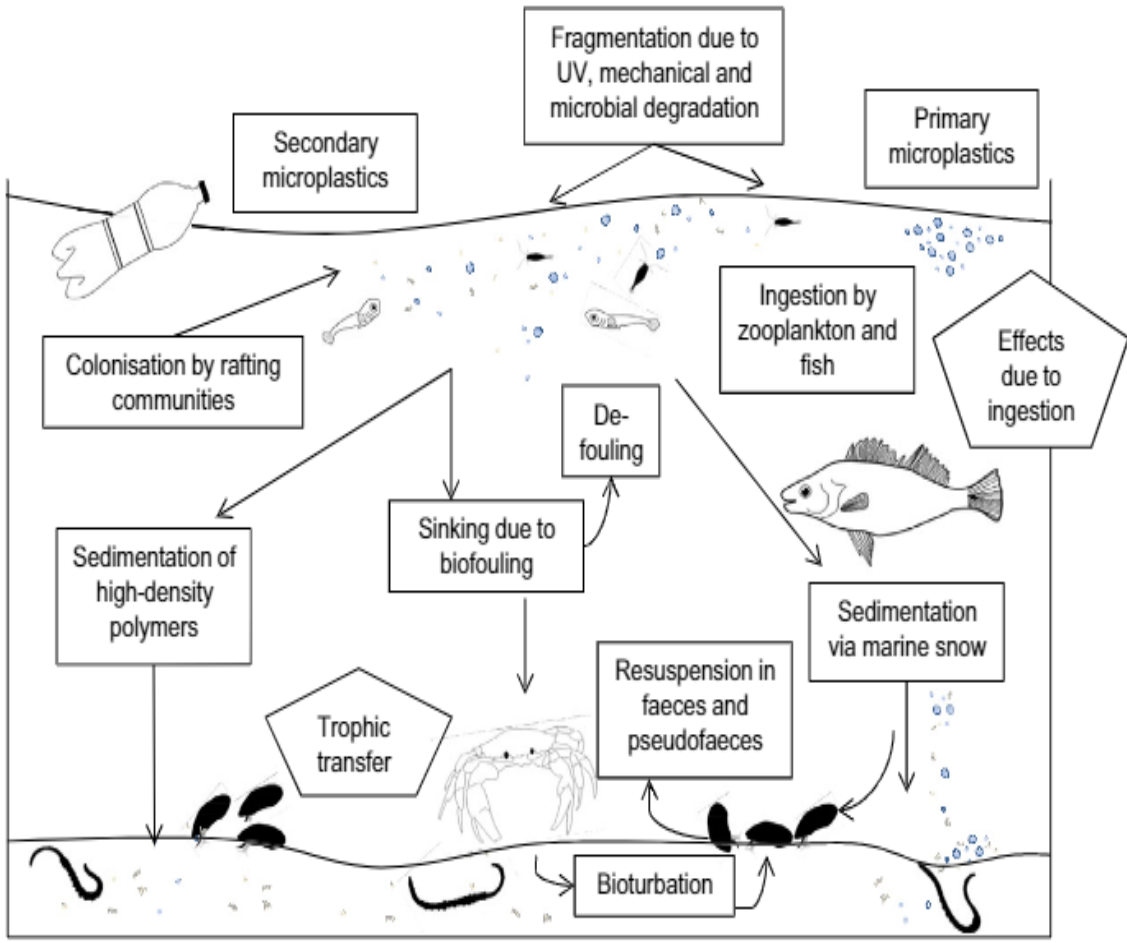 Fragmentation due to
UV, mechanical and
microbial degradation
Secondary
microplastics
Primary
microplastics
Ingestion by
zooplankton and
fish
Effects
due to
ingestion
Colonisation by rafting
communities
De-
fouling
Sinking due to
biofouling
Sedimentation of
high-density
polymers
Sedimentation
via marine snow
Resuspension in
faeces and
pseudofaeces
Trophic
transfer
Bioturbation